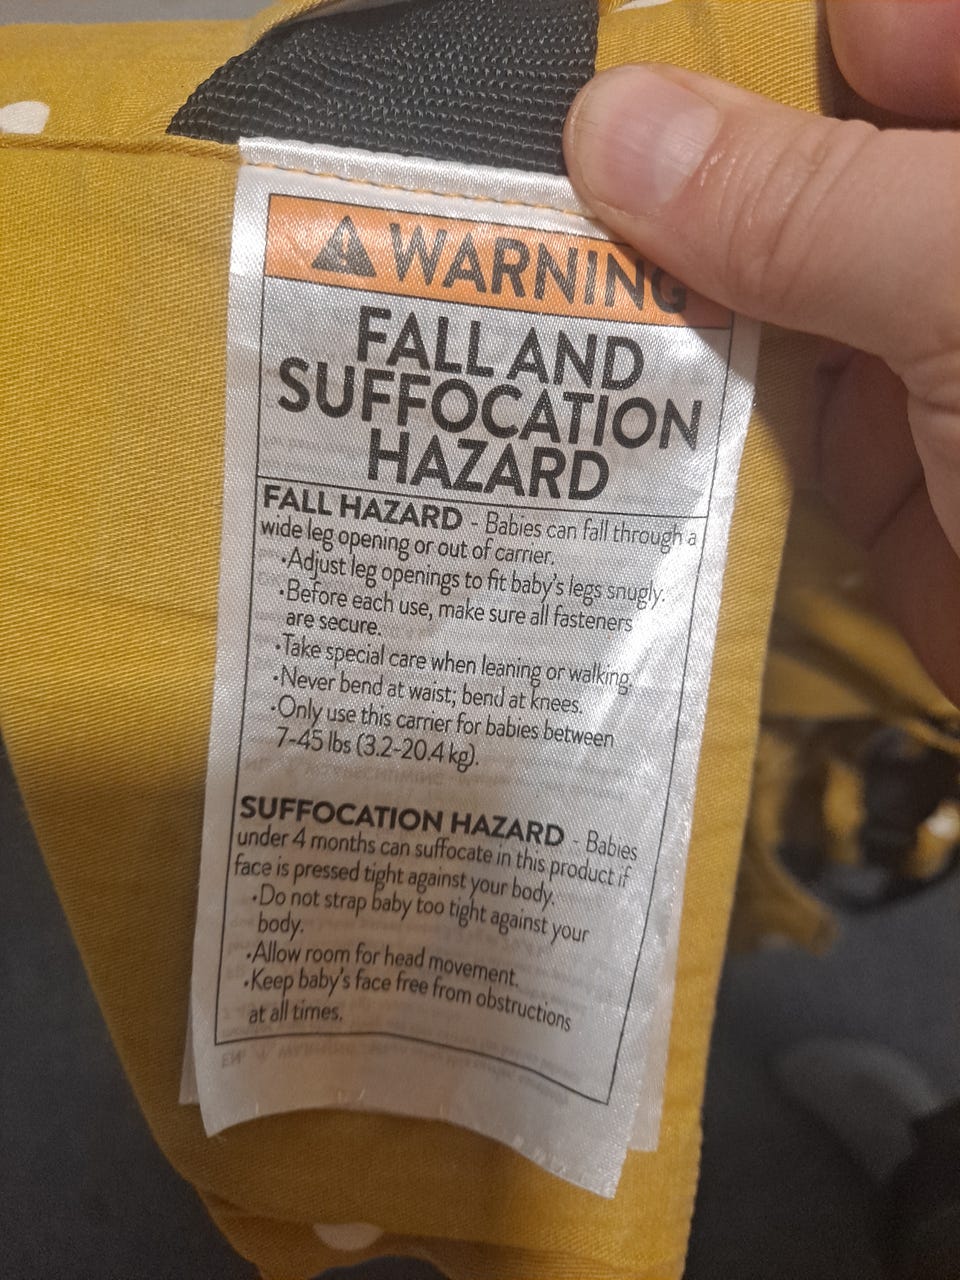 WARNING
FALL AND
SUFFOCATION
HAZARD
FALL HAZARD - Babies can fall through a
wide leg opening or out of carrier.
•Adjust leg openings to fit baby's legs snugly.
•Before each use, make sure all fasteners
are secure.
•Take special care when leaning or walking.
•Never bend at waist; bend at knees.
•Only use this carrier for babies between
7-45 lbs (3.2-20.4 kg).
SUFFOCATION HAZARD - Babies
under 4 months can suffocate in this product if
face is pressed tight against your body.
•Do not strap baby too tight against your
body.
•Allow room for head movement.
•Keep baby's face free from obstructions
at all times.